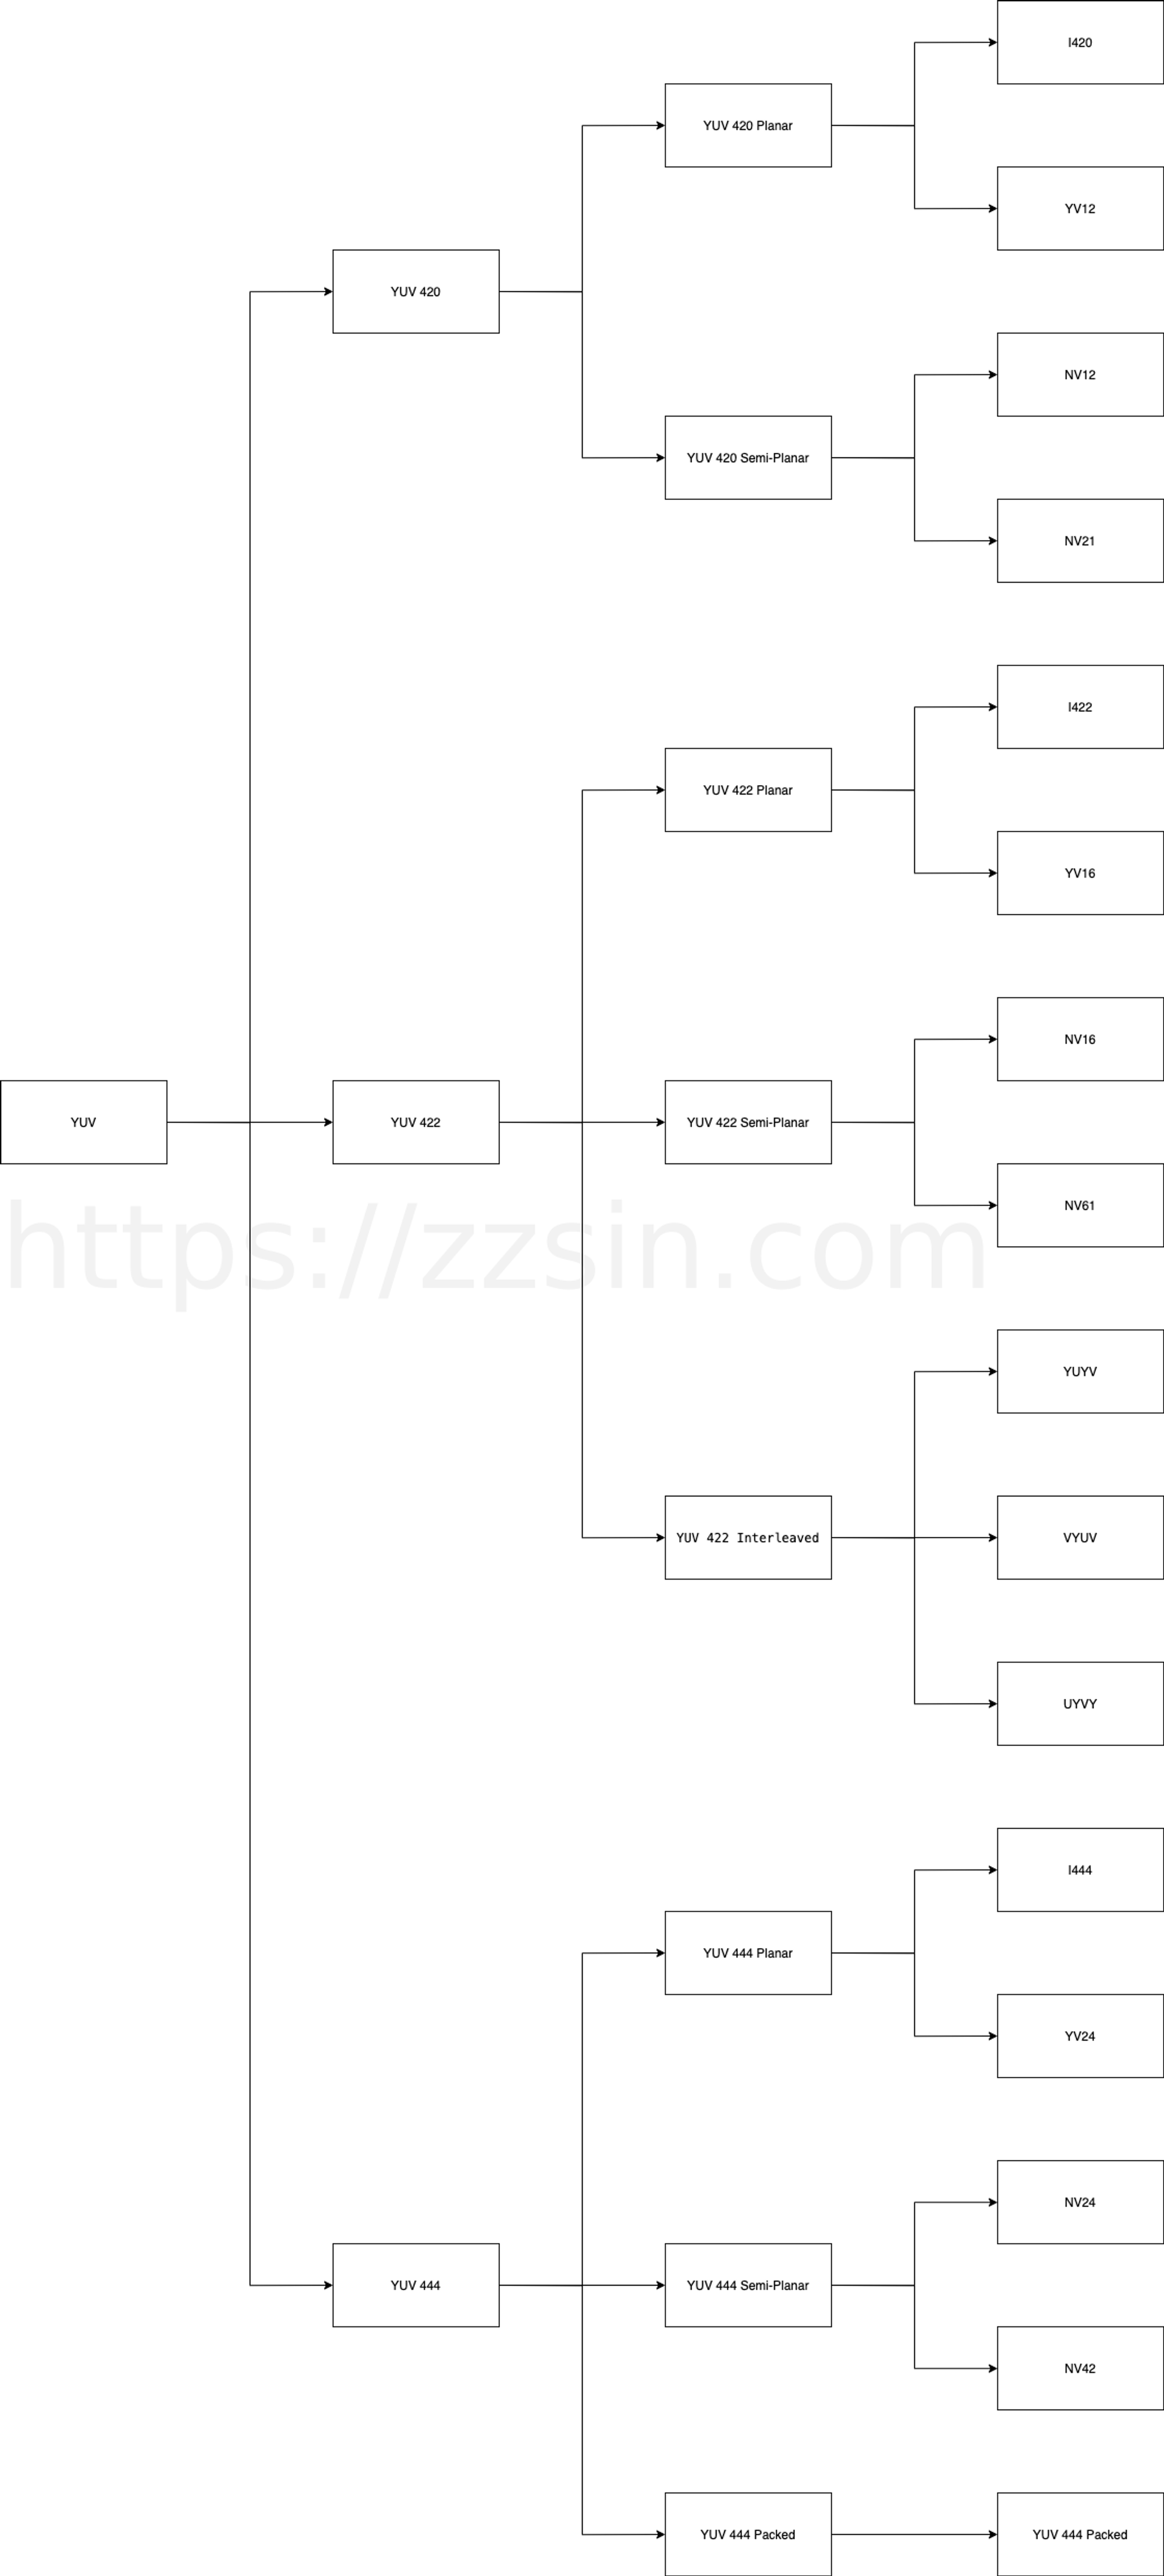 I420
YUV 420 Planar
YV12
YUV 420
NV12
YUV 420 Semi-Planar
NV21
I422
YUV 422 Planar
YV16
NV16
YUV
YUV 422
YUV 422 Semi-Planar
NV61
https://zzsin.com
YUYV
YUV 422 Interleaved
VYUV
UYVY
I444
YUV 444 Planar
YV24
NV24
YUV 444
YUV 444 Semi-Planar
NV42
YUV 444 Packed
YUV 444 Packed